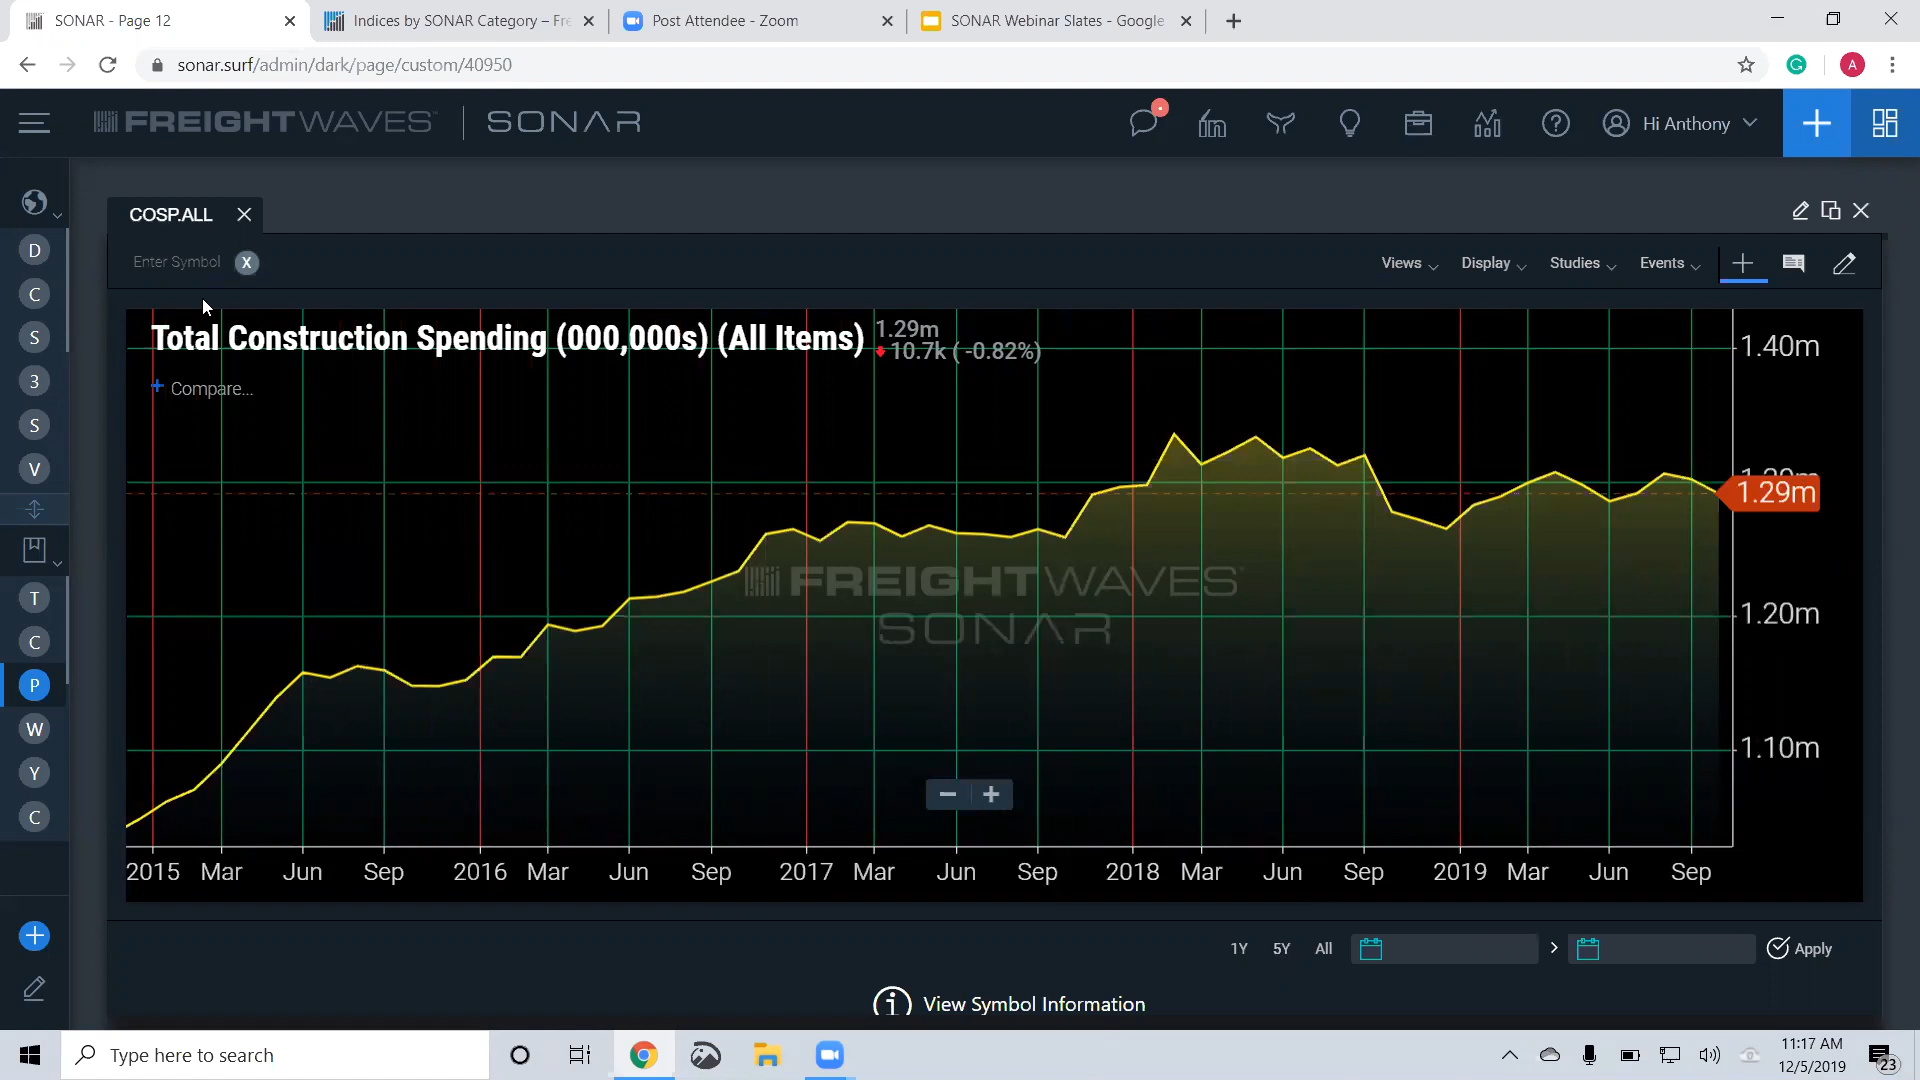 SONAR - Page 12
Indices by SONAR Category – Fre
Post Attendee - Zoom
SONAR Webinar Slates - Google
sonar.surf/admin/dark/page/custom/40950
A
FREIGHTWAVES | SONAR
Hi Anthony
COSP.ALL
Enter Symbol X
Views
Display
Studies
Events
D
C
S
3
S
V
T
C
P
W
Y
C
Total Construction Spending (000,000s) (All Items)
1.29m
10.7k ( -0.82%)
+ Compare...
1.40m
1.29m
1.20m
1.10m
FREIGHTWAVES
SONAR
2015 Mar Jun Sep 2016 Mar Jun Sep 2017 Mar Jun Sep 2018 Mar Jun Sep 2019 Mar Jun Sep
1Y 5Y All
Apply
View Symbol Information
Type here to search
11:17 AM
12/5/2019
23